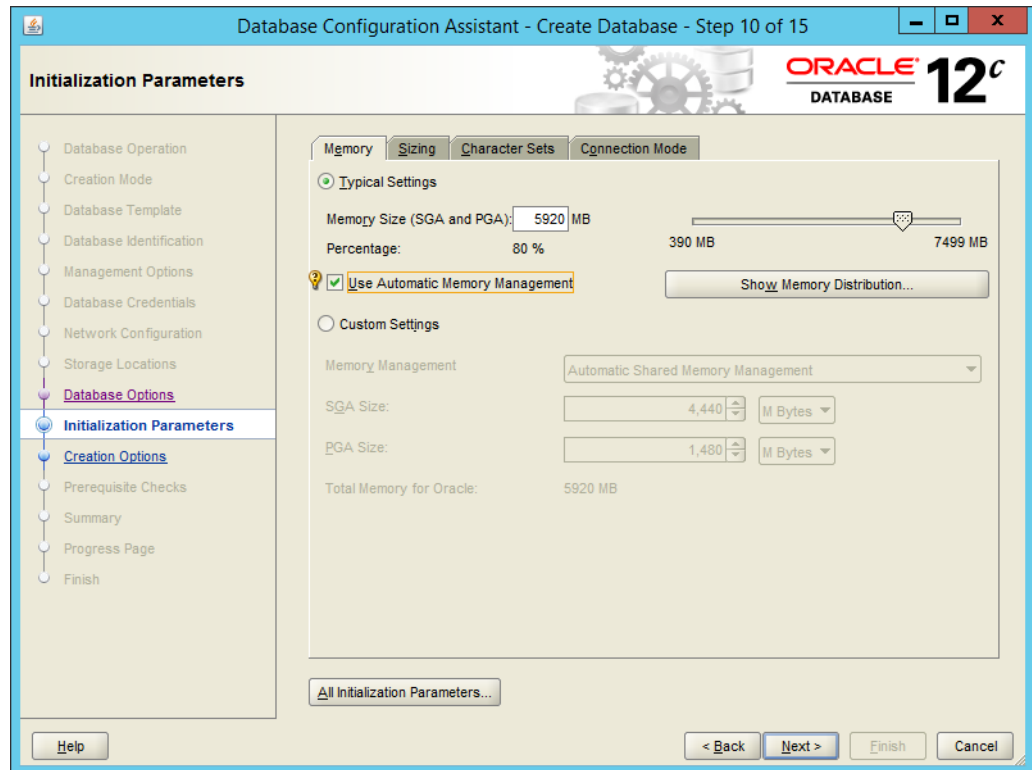 Database Configuration Assistant - Create Database - Step 10 of 15
Initialization Parameters
ORACLE
DATABASE
12c
Database Operation
Creation Mode
Database Template
Database Identification
Management Options
Database Credentials
Network Configuration
Storage Locations
Database Options
Initialization Parameters
Creation Options
Prerequisite Checks
Summary
Progress Page
Finish
Memory Sizing Character Sets Connection Mode
Typical Settings
Memory Size (SGA and PGA): 5920 MB
390 MB 7499 MB
Percentage: 80 %
Use Automatic Memory Management Show Memory Distribution...
Custom Settings
Memory Management Automatic Shared Memory Management
SGA Size: 4,440 M Bytes
PGA Size: 1,480 M Bytes
Total Memory for Oracle: 5920 MB
All Initialization Parameters...
Help < Back Next > Finish Cancel